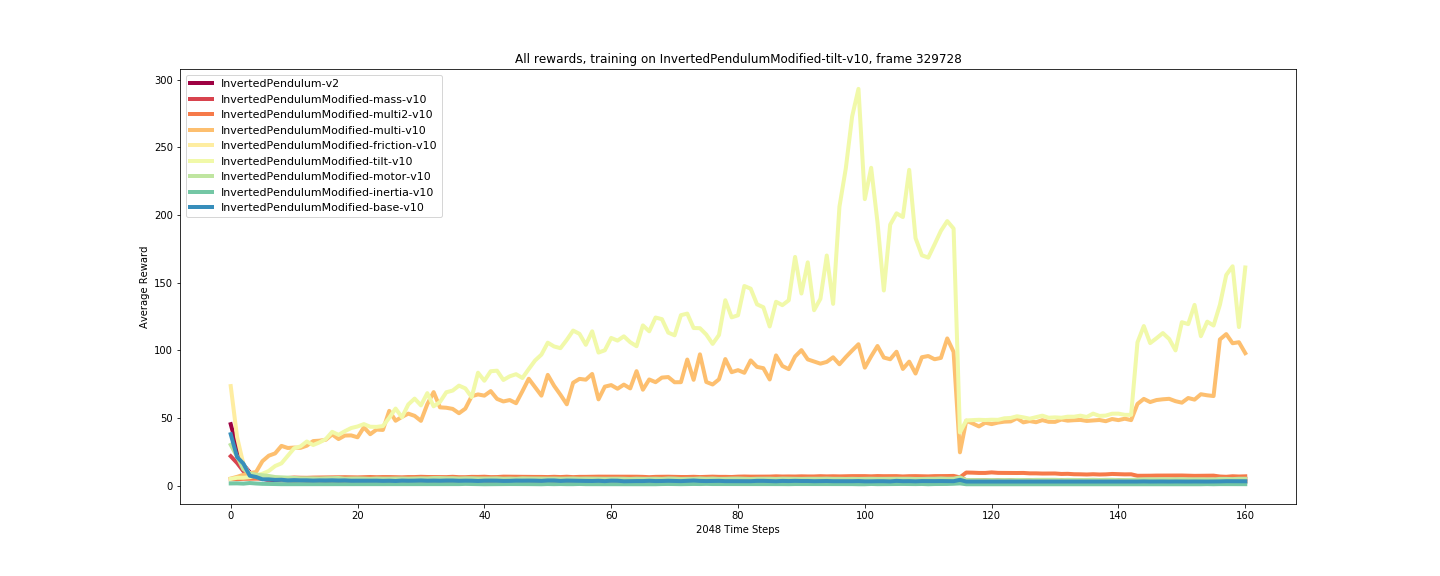 All rewards, training on InvertedPendulumModified-tilt-v10, frame 329728
InvertedPendulum-v2
InvertedPendulumModified-mass-v10
InvertedPendulumModified-multi2-v10
InvertedPendulumModified-multi-v10
InvertedPendulumModified-friction-v10
InvertedPendulumModified-tilt-v10
InvertedPendulumModified-motor-v10
InvertedPendulumModified-inertia-v10
InvertedPendulumModified-base-v10
300
250
200
150
100
50
0
Average Reward
0 20 40 60 80 100 120 140 160
2048 Time Steps